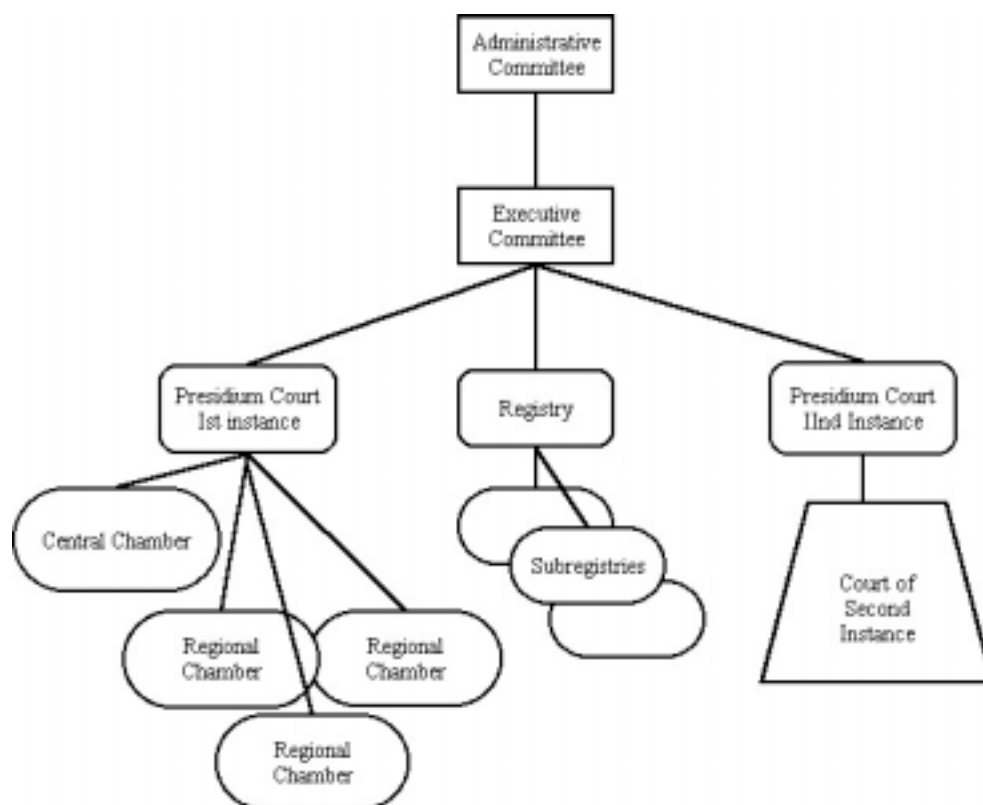 Administrative
Committee
Executive
Committee
Presidium Court
1st instance
Registry
Presidium Court
IInd Instance
Central Chamber
Subregistries
Court of
Second
Instance
Regional
Chamber
Regional
Chamber
Regional
Chamber